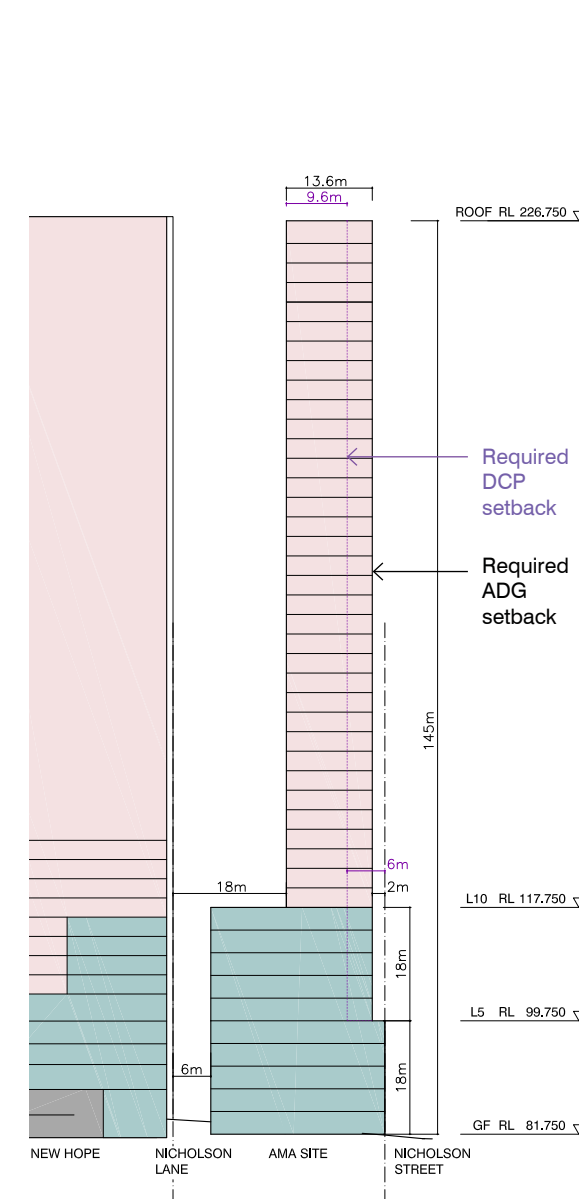 13.6m
9.6m
ROOF RL 226.750
Required
DCP
setback
Required
ADG
setback
145m
6m
18m
2m
L10 RL 117.750
18m
L5 RL 99.750
6m
18m
GF RL 81.750
NEW HOPE
NICHOLSON
LANE
AMA SITE
NICHOLSON
STREET